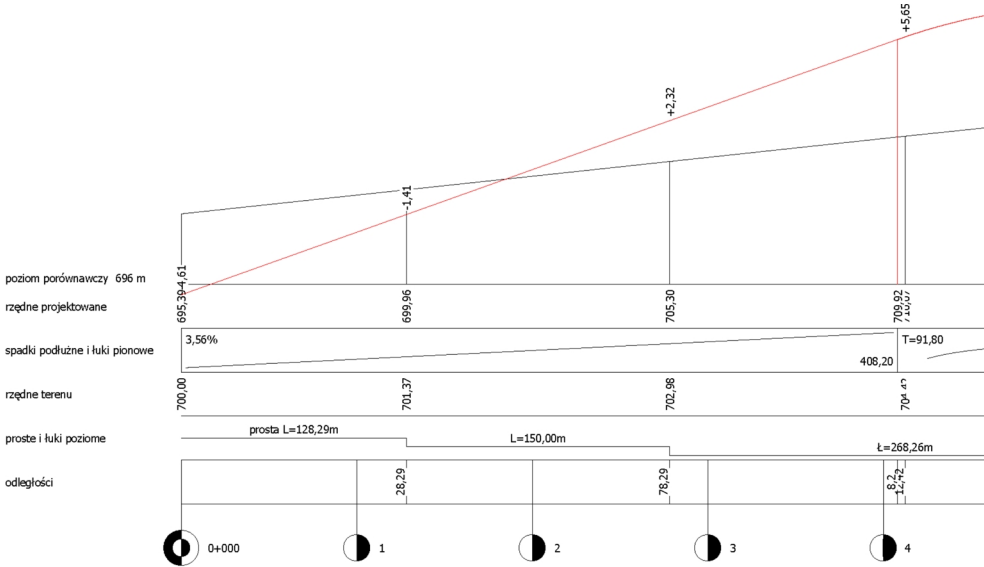 +5,65
+2,32
-1,41
poziom porównawczy 696 m
rzędne projektowane
695,39
4,61
699,96
705,30
709,92
spadki podłużne i łuki pionowe
3,56%
408,20
T=91,80
rzędne terenu
700,00
701,37
702,98
proste i łuki poziome
prosta L=128,29m
L=150,00m
Ł=268,26m
odległości
28,29
78,29
12,42
0+000
1
2
3
4